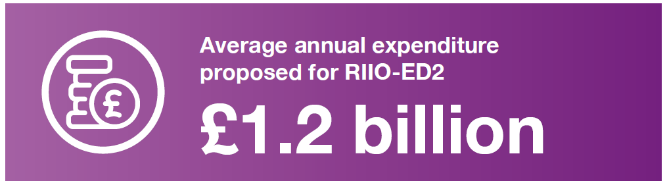 Average annual expenditure
proposed for RIIO-ED2
£1.2 billion
£